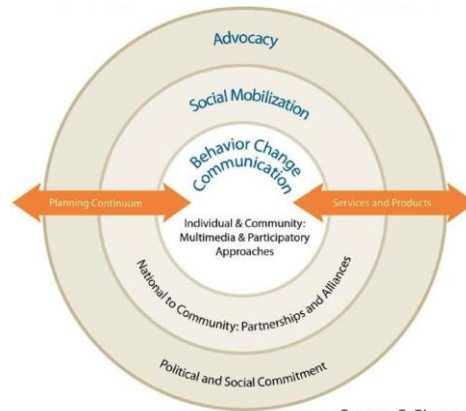 Advocacy
Social Mobilization
Behavior Change
Communication
Planning Continuum
Services and Products
Individual & Community:
Multimedia & Participatory
Approaches
National to Community: Partnerships and Alliances
Political and Social Commitment